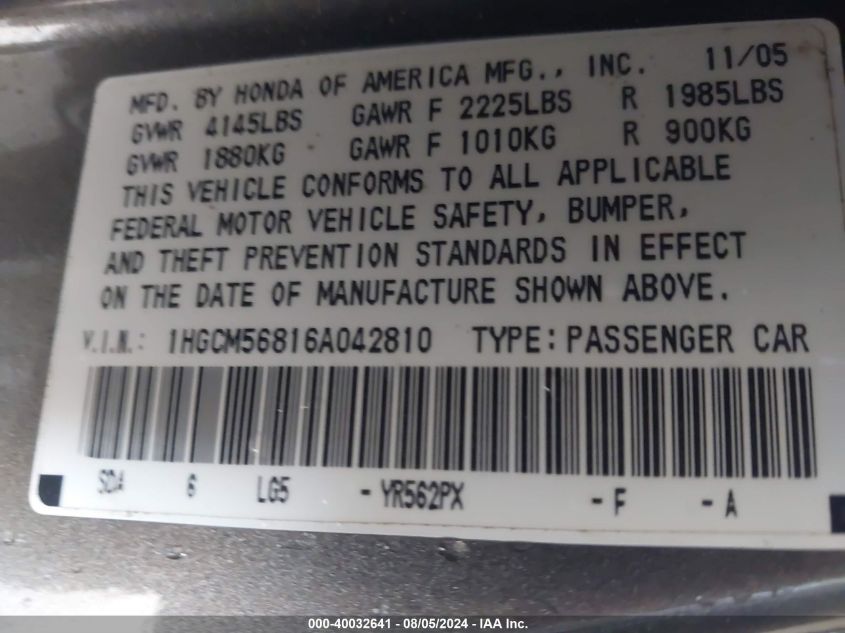 MFD. BY HONDA OF AMERICA MFG., INC. 11/05
GVWR 4145LBS GAWR F 2225LBS R 1985LBS
GVWR 1880KG GAWR F 1010KG R 900KG
THIS VEHICLE CONFORMS TO ALL APPLICABLE
FEDERAL MOTOR VEHICLE SAFETY, BUMPER,
AND THEFT PREVENTION STANDARDS IN EFFECT
ON THE DATE OF MANUFACTURE SHOWN ABOVE.
V.I.N.: 1HGCM56816A042810 TYPE: PASSENGER CAR
SDA 6 LG5 - YR562PX - F - A
000-40032641 - 08/05/2024 - IAA Inc.